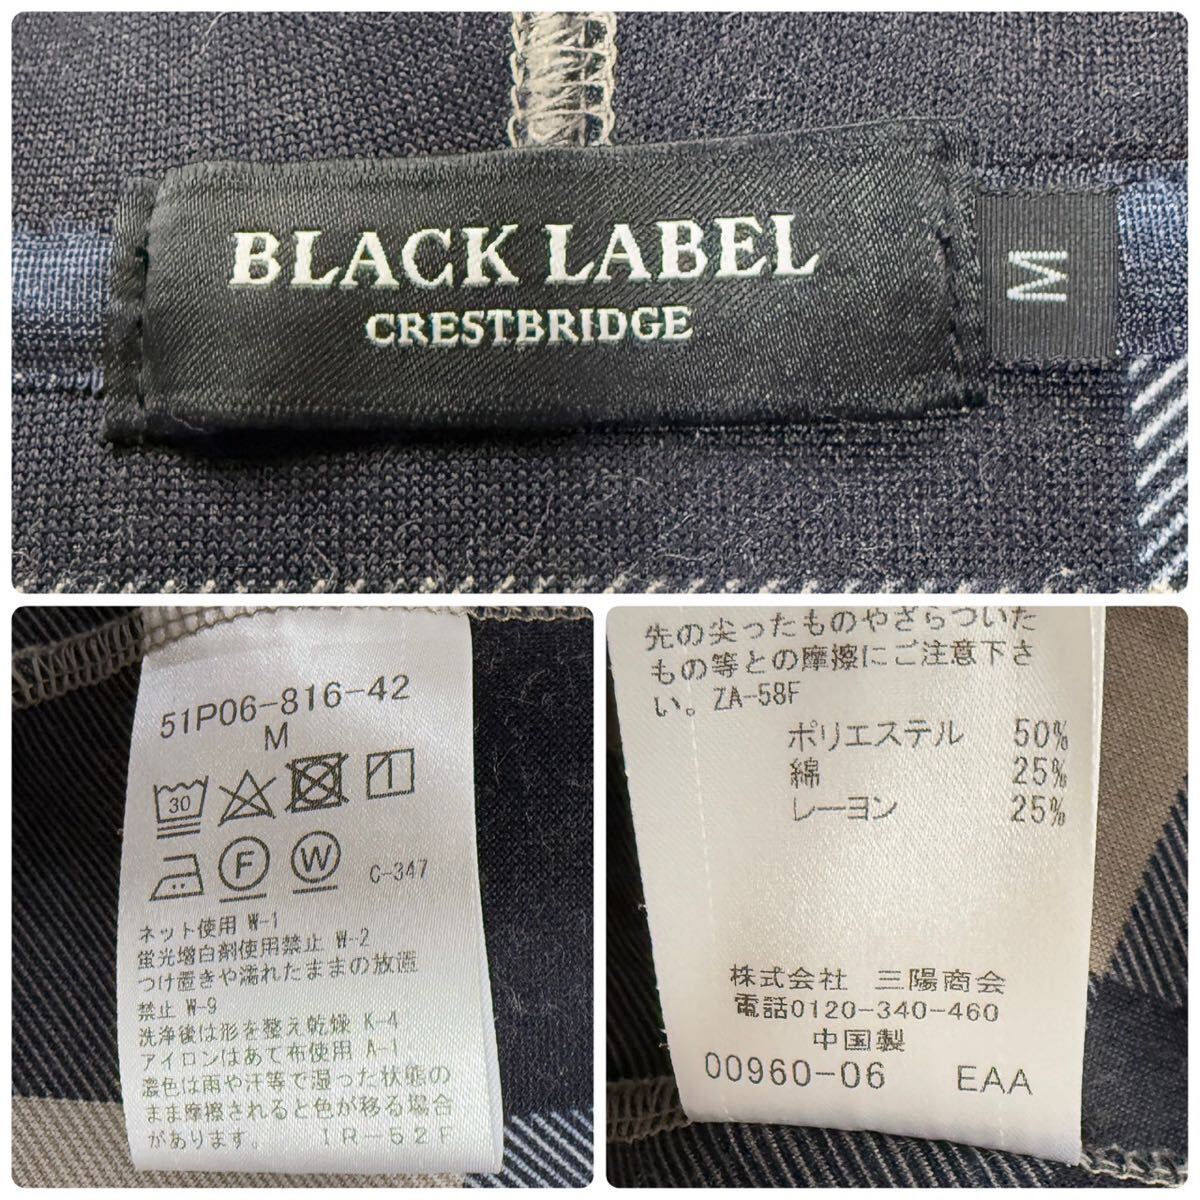 BLACK LABEL
CRESTBRIDGE
M
51P06-816-42
M
30
F
W
C-347
ネット使用 W-1
蛍光増白剤使用禁止 W-2
つけ置きや濡れたままの放置
禁止 W-9
洗浄後は形を整え乾燥 K-4
アイロンはあて布使用 A-1
濃色は雨や汗等で湿った状態の
まま摩擦されると色が移る場合
があります。 IR-52F
先の尖ったものやざらついた
もの等との摩擦にご注意下さ
い。ZA-58F
ポリエステル 50%
綿 25%
レーヨン 25%
株式会社 三陽商会
電話0120-340-460
中国製
00960-06 EAA